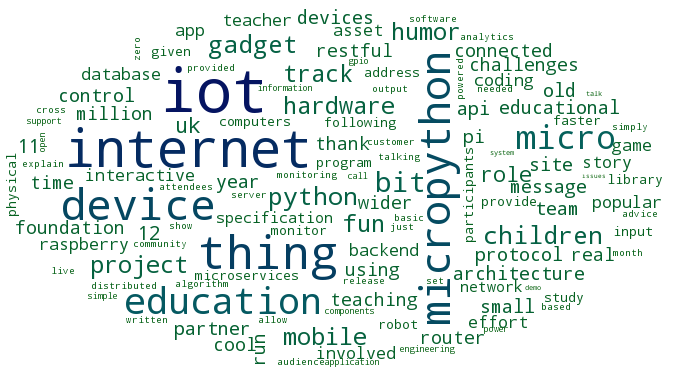 software
teacher devices
zero app asset humor analytics
given gadget restful connected
gpio
database provided track address powered challenges
iot information coding
control output needed talk old
million hardware api educational
cross uk computers following faster
support internet micropython micro simply
11 open thank customer pi game
explain interactive program talking system site story
physical time attendees monitoring call bit role issues library
year server python participants message provide popular
device specification wider team advice
foundation 12 show monitor fun basic input
raspberry community just children
thing backend protocol real
live project microservices using set architecture month
distributed algorithm release network demo
simple education components teaching small study
written allow robot power based
partner mobile effort
cool run involved router
audience application engineering